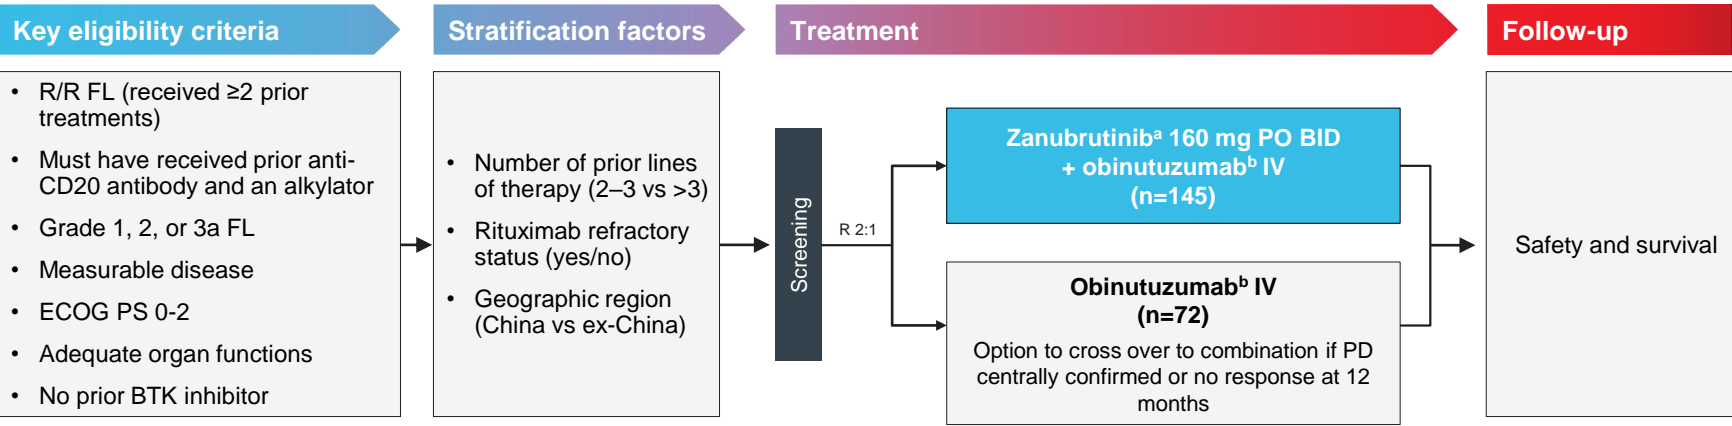 Key eligibility criteria
• R/R FL (received ≥2 prior
treatments)
• Must have received prior anti-
CD20 antibody and an alkylator
• Grade 1, 2, or 3a FL
• Measurable disease
• ECOG PS 0-2
• Adequate organ functions
• No prior BTK inhibitor
Stratification factors
• Number of prior lines
of therapy (2–3 vs >3)
• Rituximab refractory
status (yes/no)
• Geographic region
(China vs ex-China)
Treatment
Screening
R 2:1
Zanubrutinibᵃ 160 mg PO BID
+ obinutuzumabᵇ IV
(n=145)
Obinutuzumabᵇ IV
(n=72)
Option to cross over to combination if PD
centrally confirmed or no response at 12
months
Follow-up
Safety and survival